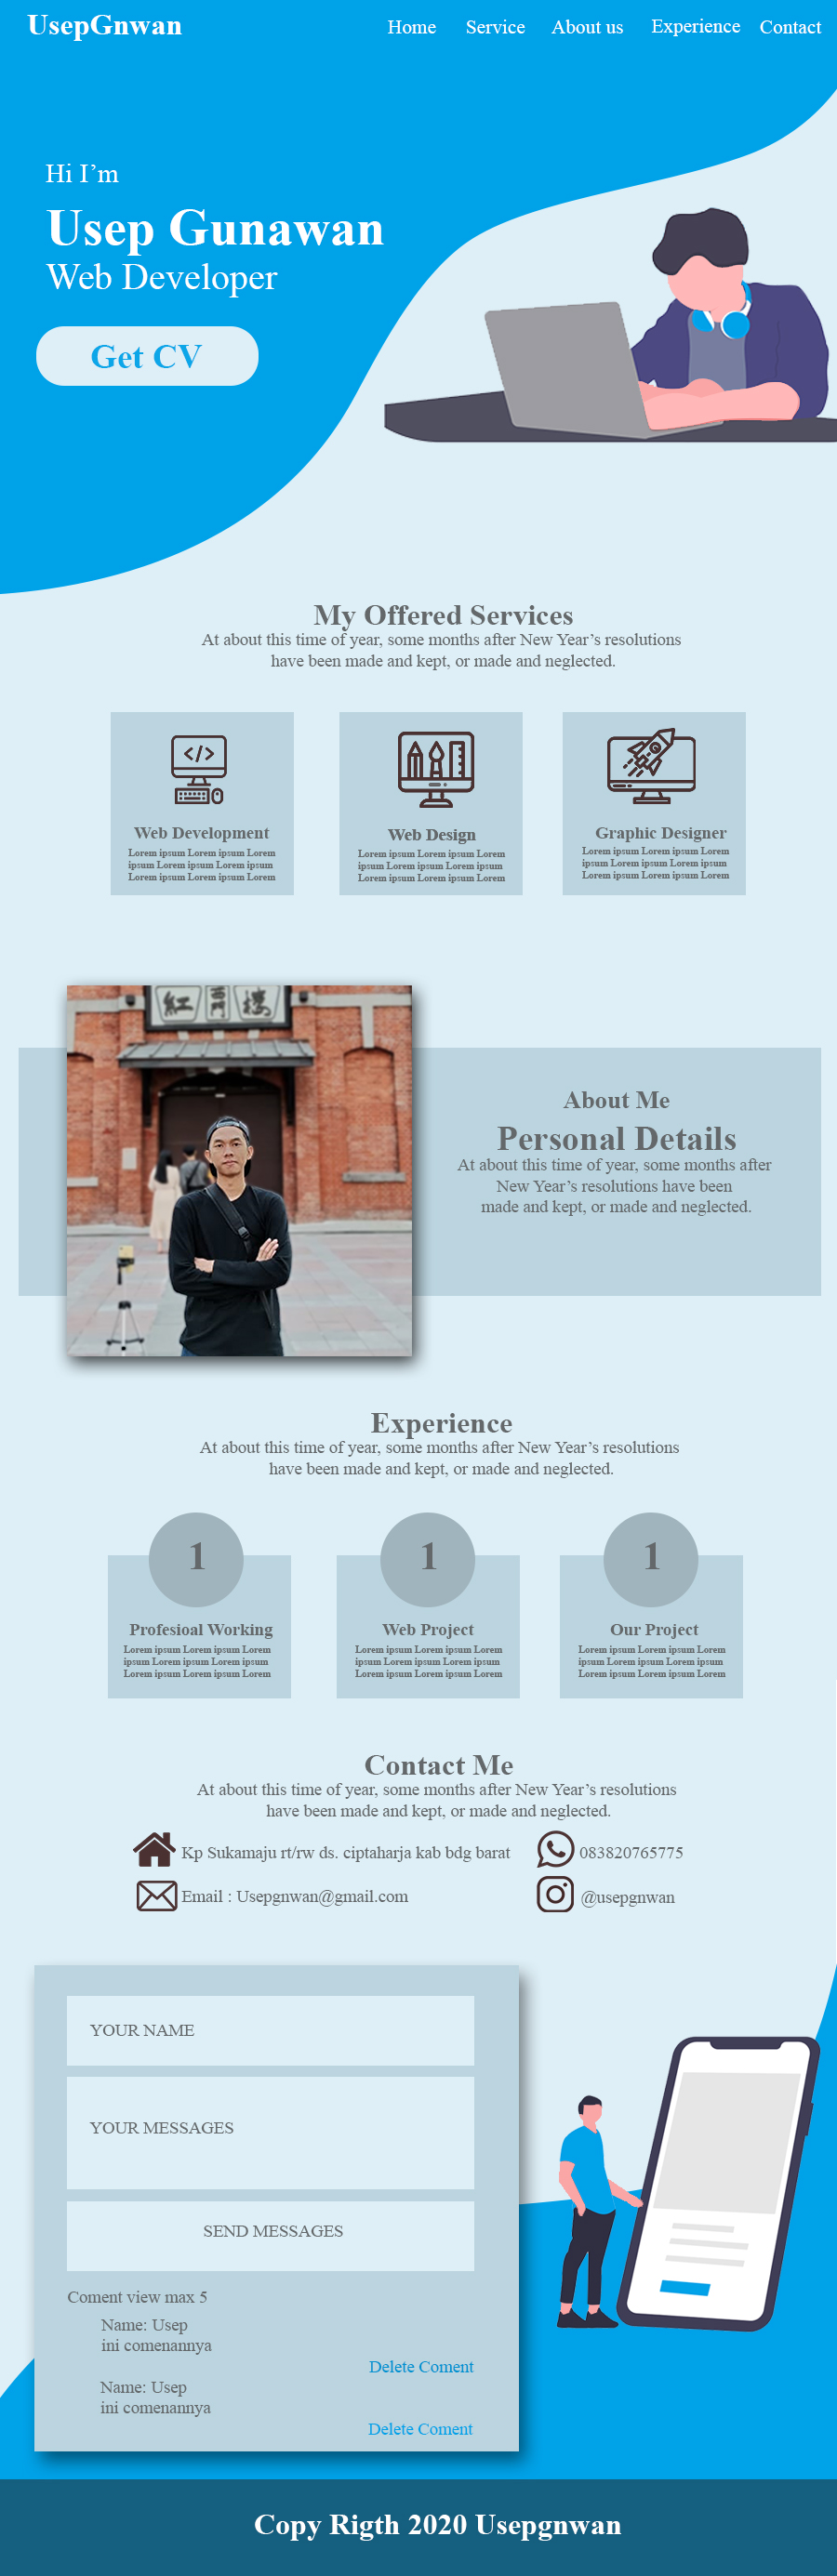 UsepGnwan
Home Service About us Experience Contact
Hi I’m
Usep Gunawan
Web Developer
Get CV
My Offered Services
At about this time of year, some months after New Year’s resolutions
have been made and kept, or made and neglected.
Web Development
Lorem ipsum Lorem ipsum Lorem
ipsum Lorem ipsum Lorem ipsum
Lorem ipsum Lorem ipsum Lorem
Web Design
Lorem ipsum Lorem ipsum Lorem
ipsum Lorem ipsum Lorem ipsum
Lorem ipsum Lorem ipsum Lorem
Graphic Designer
Lorem ipsum Lorem ipsum Lorem
ipsum Lorem ipsum Lorem ipsum
Lorem ipsum Lorem ipsum Lorem
紅門樓
About Me
Personal Details
At about this time of year, some months after
New Year’s resolutions have been
made and kept, or made and neglected.
Experience
At about this time of year, some months after New Year’s resolutions
have been made and kept, or made and neglected.
1
Profesioal Working
Lorem ipsum Lorem ipsum Lorem
ipsum Lorem ipsum Lorem ipsum
Lorem ipsum Lorem ipsum Lorem
1
Web Project
Lorem ipsum Lorem ipsum Lorem
ipsum Lorem ipsum Lorem ipsum
Lorem ipsum Lorem ipsum Lorem
1
Our Project
Lorem ipsum Lorem ipsum Lorem
ipsum Lorem ipsum Lorem ipsum
Lorem ipsum Lorem ipsum Lorem
Contact Me
At about this time of year, some months after New Year’s resolutions
have been made and kept, or made and neglected.
Kp Sukamaju rt/rw ds. ciptaharja kab bdg barat
083820765775
Email : Usepgnwan@gmail.com
@usepgnwan
YOUR NAME
YOUR MESSAGES
SEND MESSAGES
Coment view max 5
Name: Usep
ini comenannya
Delete Coment
Name: Usep
ini comenannya
Delete Coment
Copy Rigth 2020 Usepgnwan